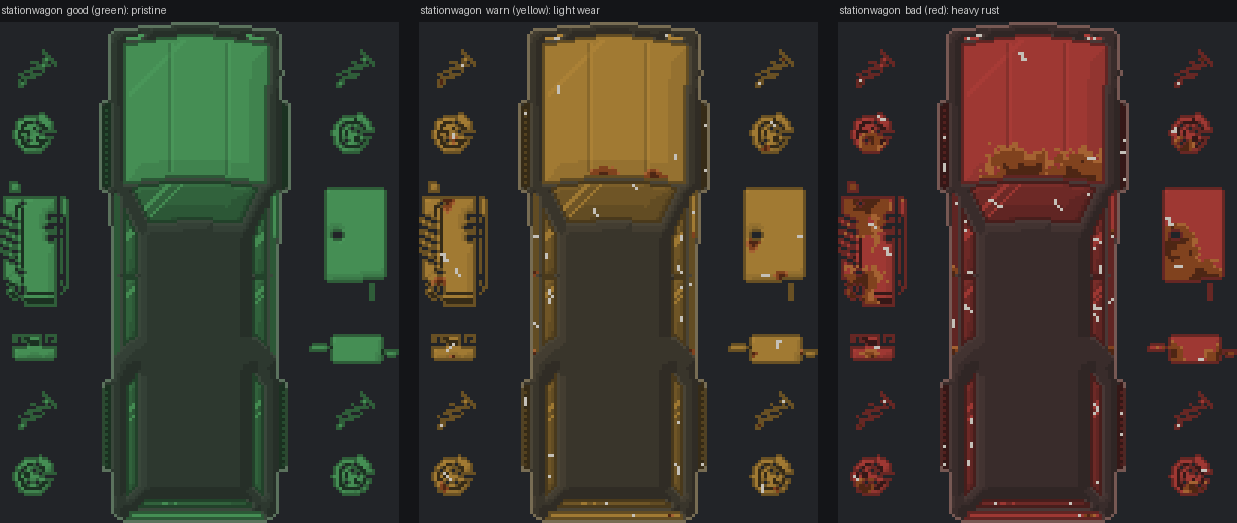 stationwagon good (green): pristine
stationwagon warn (yellow): light wear
stationwagon bad (red): heavy rust